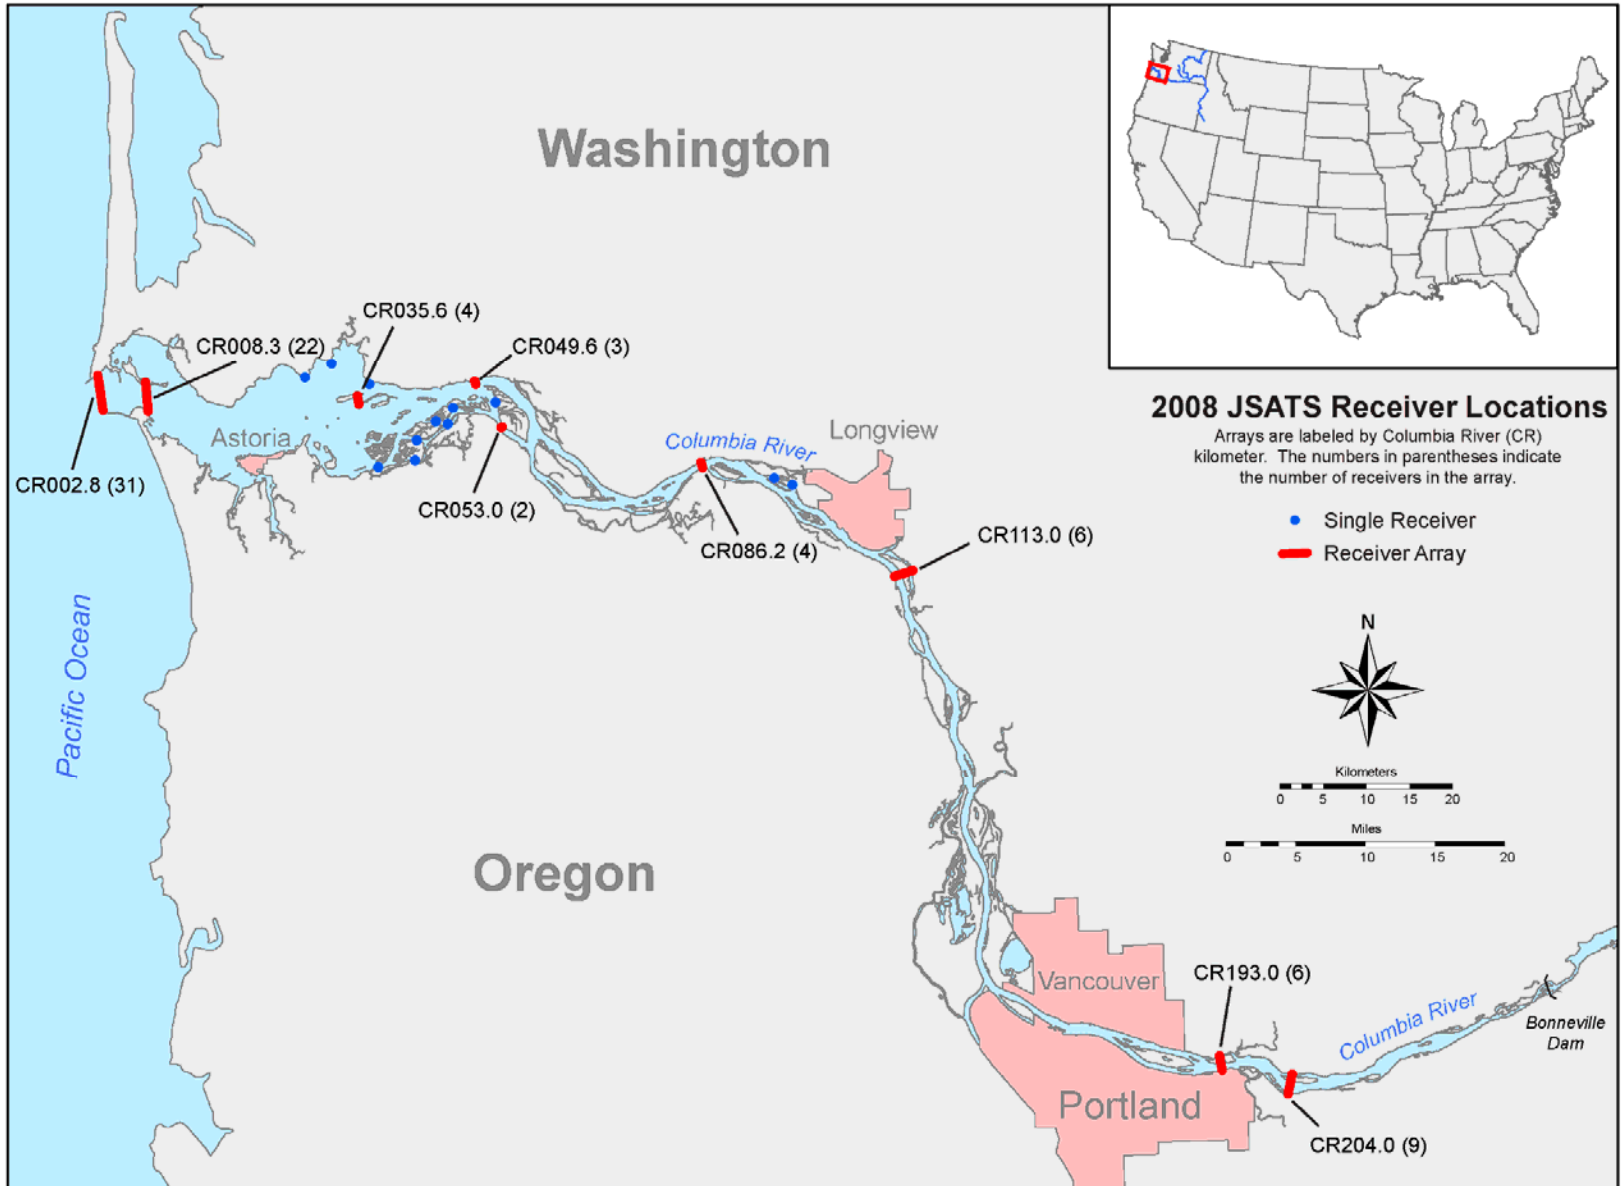 Washington
CR035.6 (4)
CR008.3 (22)
CR049.6 (3)
2008 JSATS Receiver Locations
Arrays are labeled by Columbia River (CR)
kilometer. The numbers in parentheses indicate
the number of receivers in the array.
Single Receiver
Receiver Array
Astoria
Columbia River
Longview
CR002.8 (31)
CR053.0 (2)
CR086.2 (4)
CR113.0 (6)
Pacific Ocean
N
Kilometers
0 5 10 15 20
Miles
0 5 10 15 20
Oregon
Vancouver
CR193.0 (6)
Columbia River
Bonneville
Dam
Portland
CR204.0 (9)